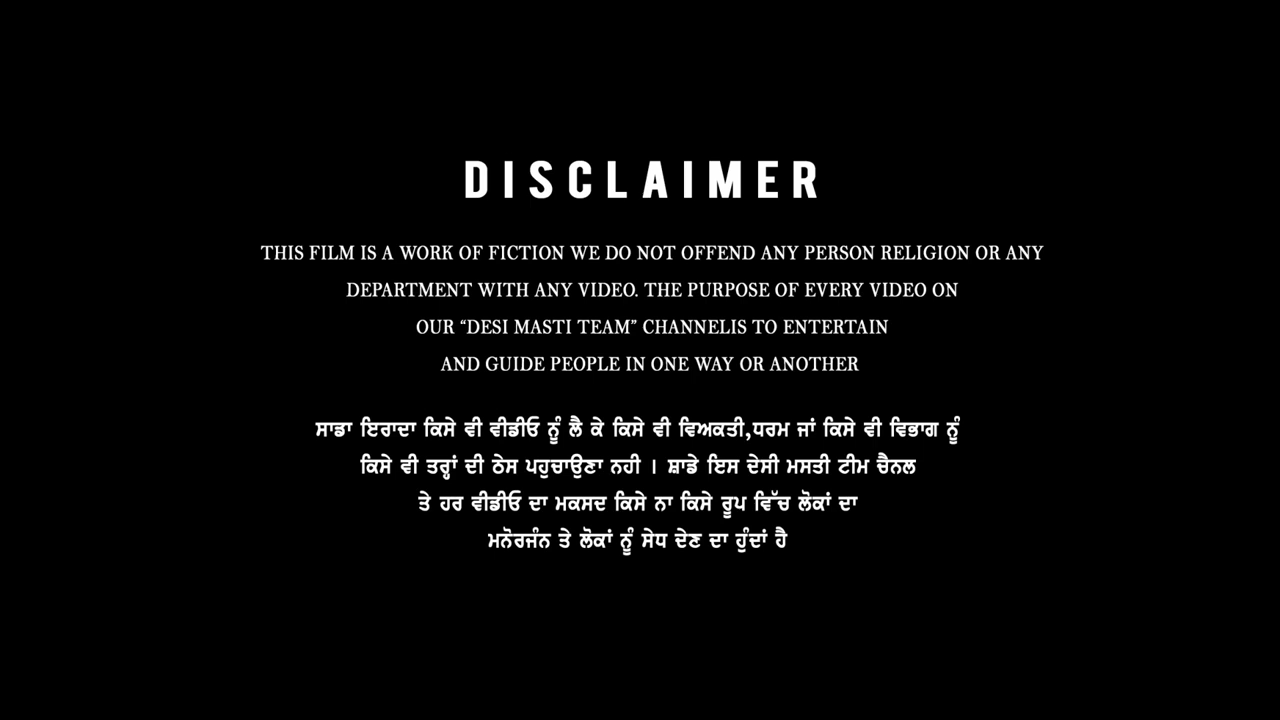 DISCLAIMER
THIS FILM IS A WORK OF FICTION WE DO NOT OFFEND ANY PERSON RELIGION OR ANY
DEPARTMENT WITH ANY VIDEO. THE PURPOSE OF EVERY VIDEO ON
OUR “DESI MASTI TEAM” CHANNELIS TO ENTERTAIN
AND GUIDE PEOPLE IN ONE WAY OR ANOTHER
ਸਾਡਾ ਇਰਾਦਾ ਕਿਸੇ ਵੀ ਵੀਡੀਓ ਨੂੰ ਲੈ ਕੇ ਕਿਸੇ ਵੀ ਵਿਅਕਤੀ,ਧਰਮ ਜਾਂ ਕਿਸੇ ਵੀ ਵਿਭਾਗ ਨੂੰ
ਕਿਸੇ ਵੀ ਤਰ੍ਹਾਂ ਦੀ ਠੇਸ ਪਹੁਚਾਉਣਾ ਨਹੀ । ਸ਼ਾਡੇ ਇਸ ਦੇਸੀ ਮਸਤੀ ਟੀਮ ਚੈਨਲ
ਤੇ ਹਰ ਵੀਡੀਓ ਦਾ ਮਕਸਦ ਕਿਸੇ ਨਾ ਕਿਸੇ ਰੂਪ ਵਿੱਚ ਲੋਕਾਂ ਦਾ
ਮਨੋਰਜੰਨ ਤੇ ਲੋਕਾਂ ਨੂੰ ਸੇਧ ਦੇਣ ਦਾ ਹੁੰਦਾਂ ਹੈ